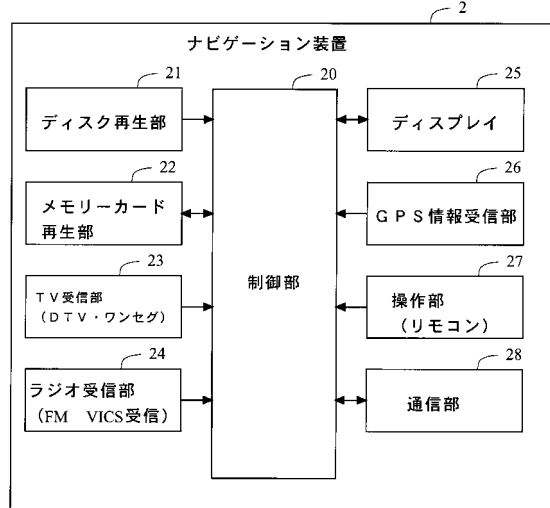 2
ナビゲーション装置
21
ディスク再生部
22
メモリーカード
再生部
23
TV受信部
(DTV・ワンセグ)
24
ラジオ受信部
(FM VICS受信)
20
制御部
25
ディスプレイ
26
GPS情報受信部
27
操作部
(リモコン)
28
通信部